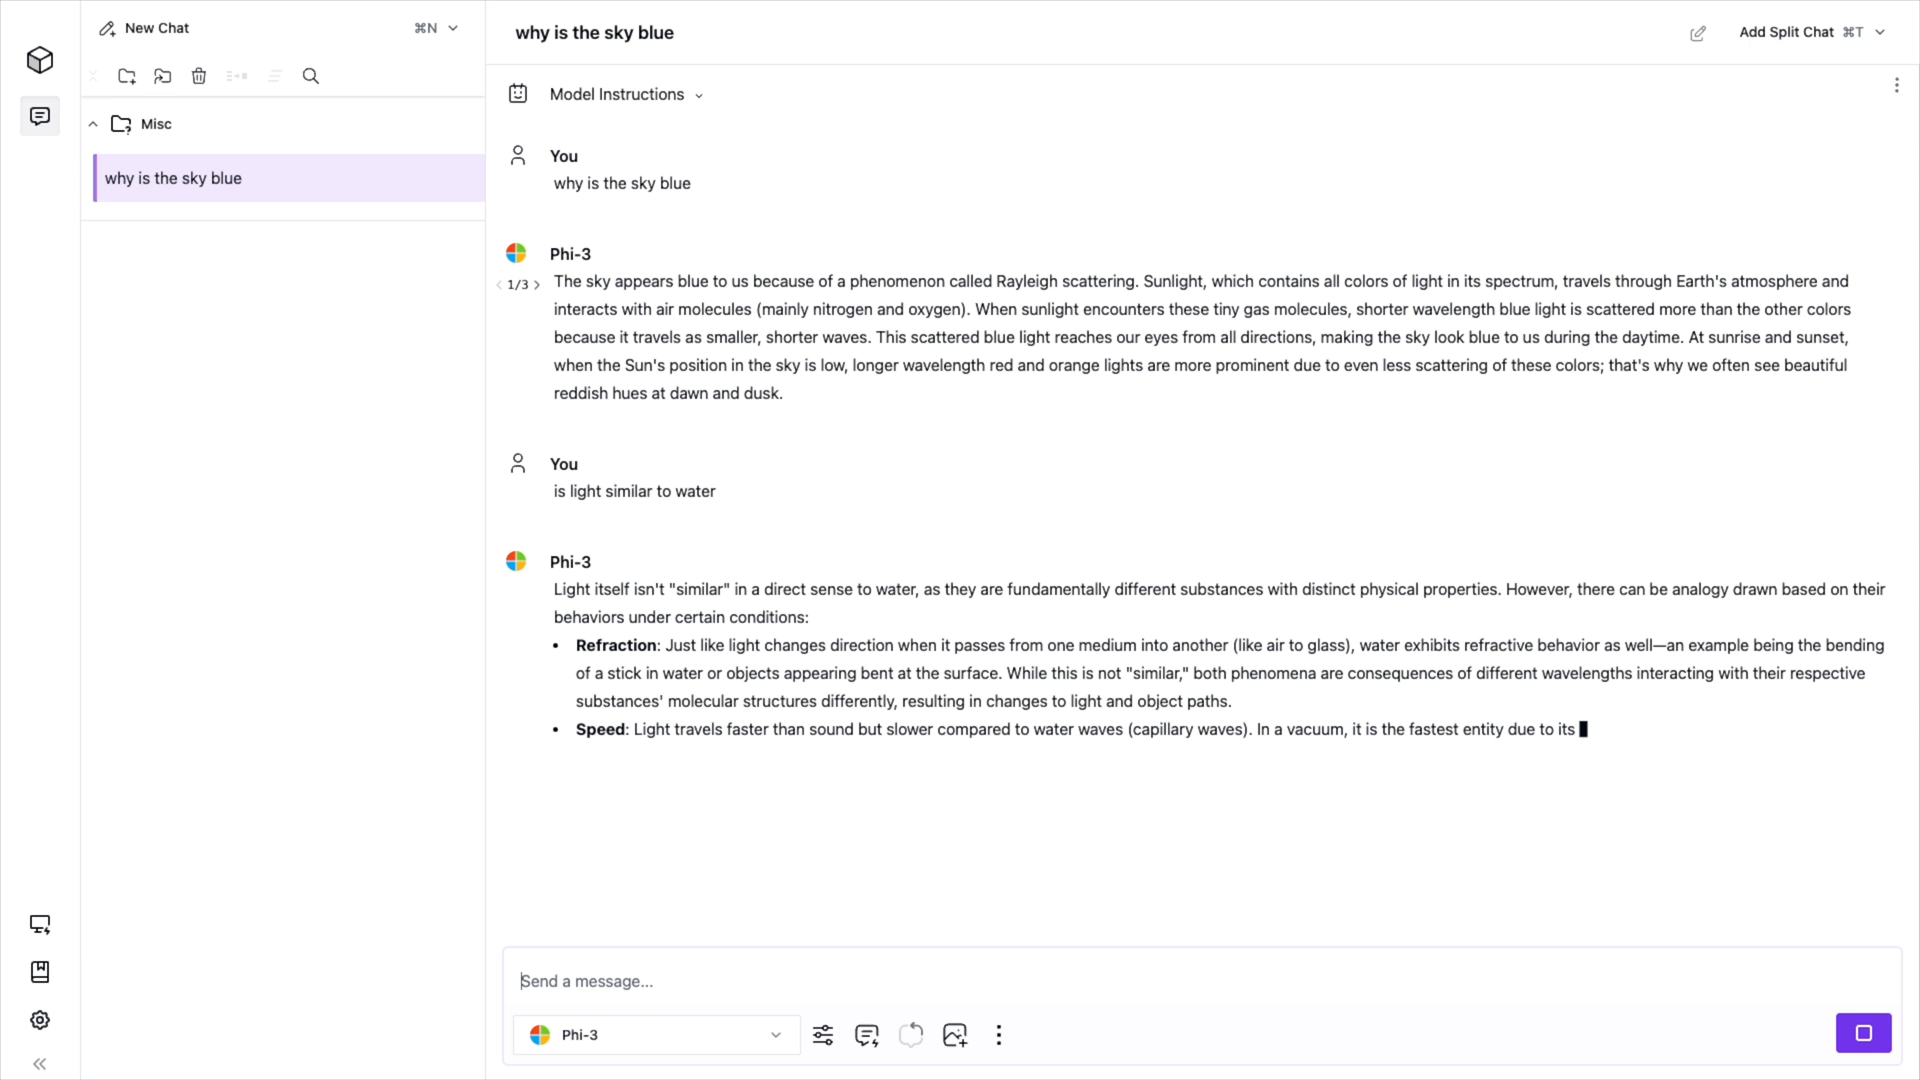 New Chat ⌘N
Misc
why is the sky blue
why is the sky blue
Add Split Chat ⌘T
Model Instructions
You
why is the sky blue
Phi-3
1/3
The sky appears blue to us because of a phenomenon called Rayleigh scattering. Sunlight, which contains all colors of light in its spectrum, travels through Earth's atmosphere and
interacts with air molecules (mainly nitrogen and oxygen). When sunlight encounters these tiny gas molecules, shorter wavelength blue light is scattered more than the other colors
because it travels as smaller, shorter waves. This scattered blue light reaches our eyes from all directions, making the sky look blue to us during the daytime. At sunrise and sunset,
when the Sun's position in the sky is low, longer wavelength red and orange lights are more prominent due to even less scattering of these colors; that's why we often see beautiful
reddish hues at dawn and dusk.
You
is light similar to water
Phi-3
Light itself isn't "similar" in a direct sense to water, as they are fundamentally different substances with distinct physical properties. However, there can be analogy drawn based on their
behaviors under certain conditions:
• Refraction: Just like light changes direction when it passes from one medium into another (like air to glass), water exhibits refractive behavior as well—an example being the bending
of a stick in water or objects appearing bent at the surface. While this is not "similar," both phenomena are consequences of different wavelengths interacting with their respective
substances' molecular structures differently, resulting in changes to light and object paths.
• Speed: Light travels faster than sound but slower compared to water waves (capillary waves). In a vacuum, it is the fastest entity due to its
Send a message...
Phi-3